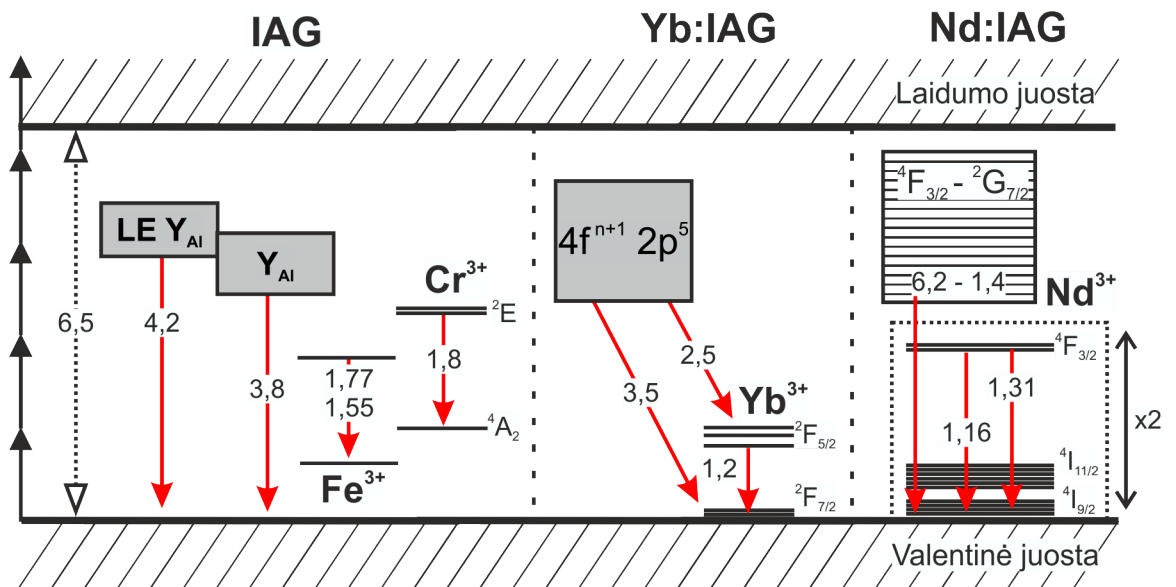 IAG
Yb:IAG
Nd:IAG
Laidumo juosta
6,5
LE Y_Al
4,2
Y_Al
3,8
Cr³⁺
²E
1,8
⁴A₂
1,77
1,55
Fe³⁺
4fⁿ⁺¹ 2p⁵
3,5
2,5
Yb³⁺
²F₅/₂
1,2
²F₇/₂
⁴F₃/₂ - ²G₇/₂
6,2 - 1,4
Nd³⁺
⁴F₃/₂
1,31
1,16
x2
⁴I₁₁/₂
⁴I₉/₂
Valentinė juosta